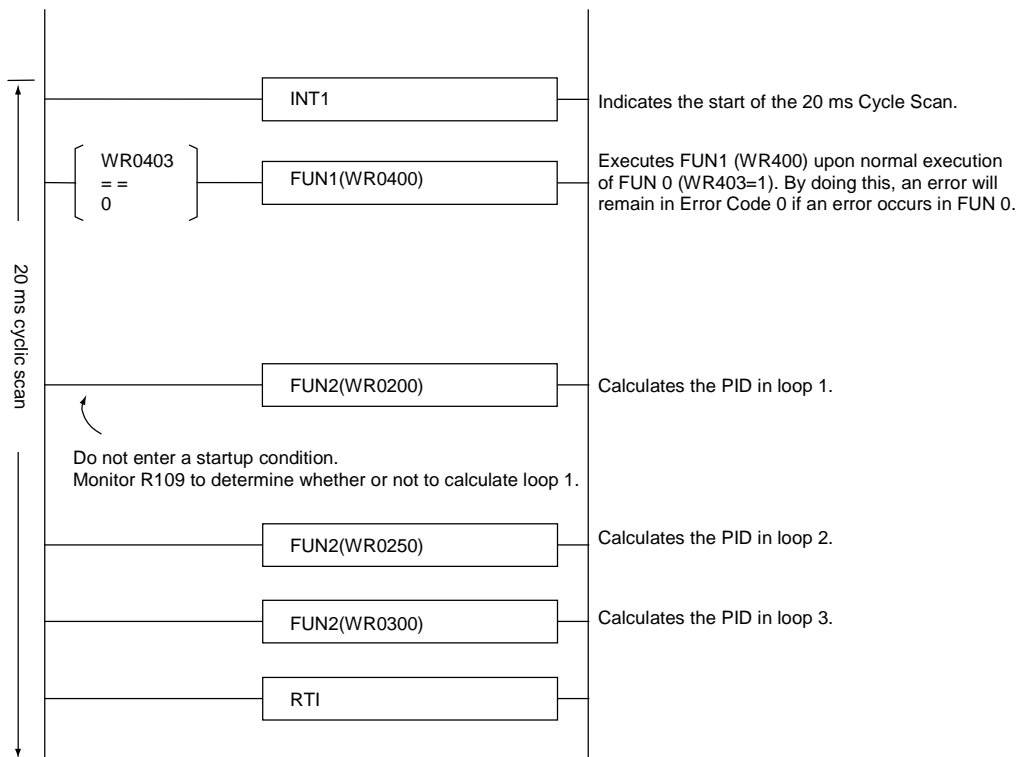 INT1
Indicates the start of the 20 ms Cycle Scan.
WR0403
= =
0
FUN1(WR0400)
Executes FUN1 (WR400) upon normal execution
of FUN 0 (WR403=1). By doing this, an error will
remain in Error Code 0 if an error occurs in FUN 0.
20 ms cyclic scan
FUN2(WR0200)
Calculates the PID in loop 1.
Do not enter a startup condition.
Monitor R109 to determine whether or not to calculate loop 1.
FUN2(WR0250)
Calculates the PID in loop 2.
FUN2(WR0300)
Calculates the PID in loop 3.
RTI